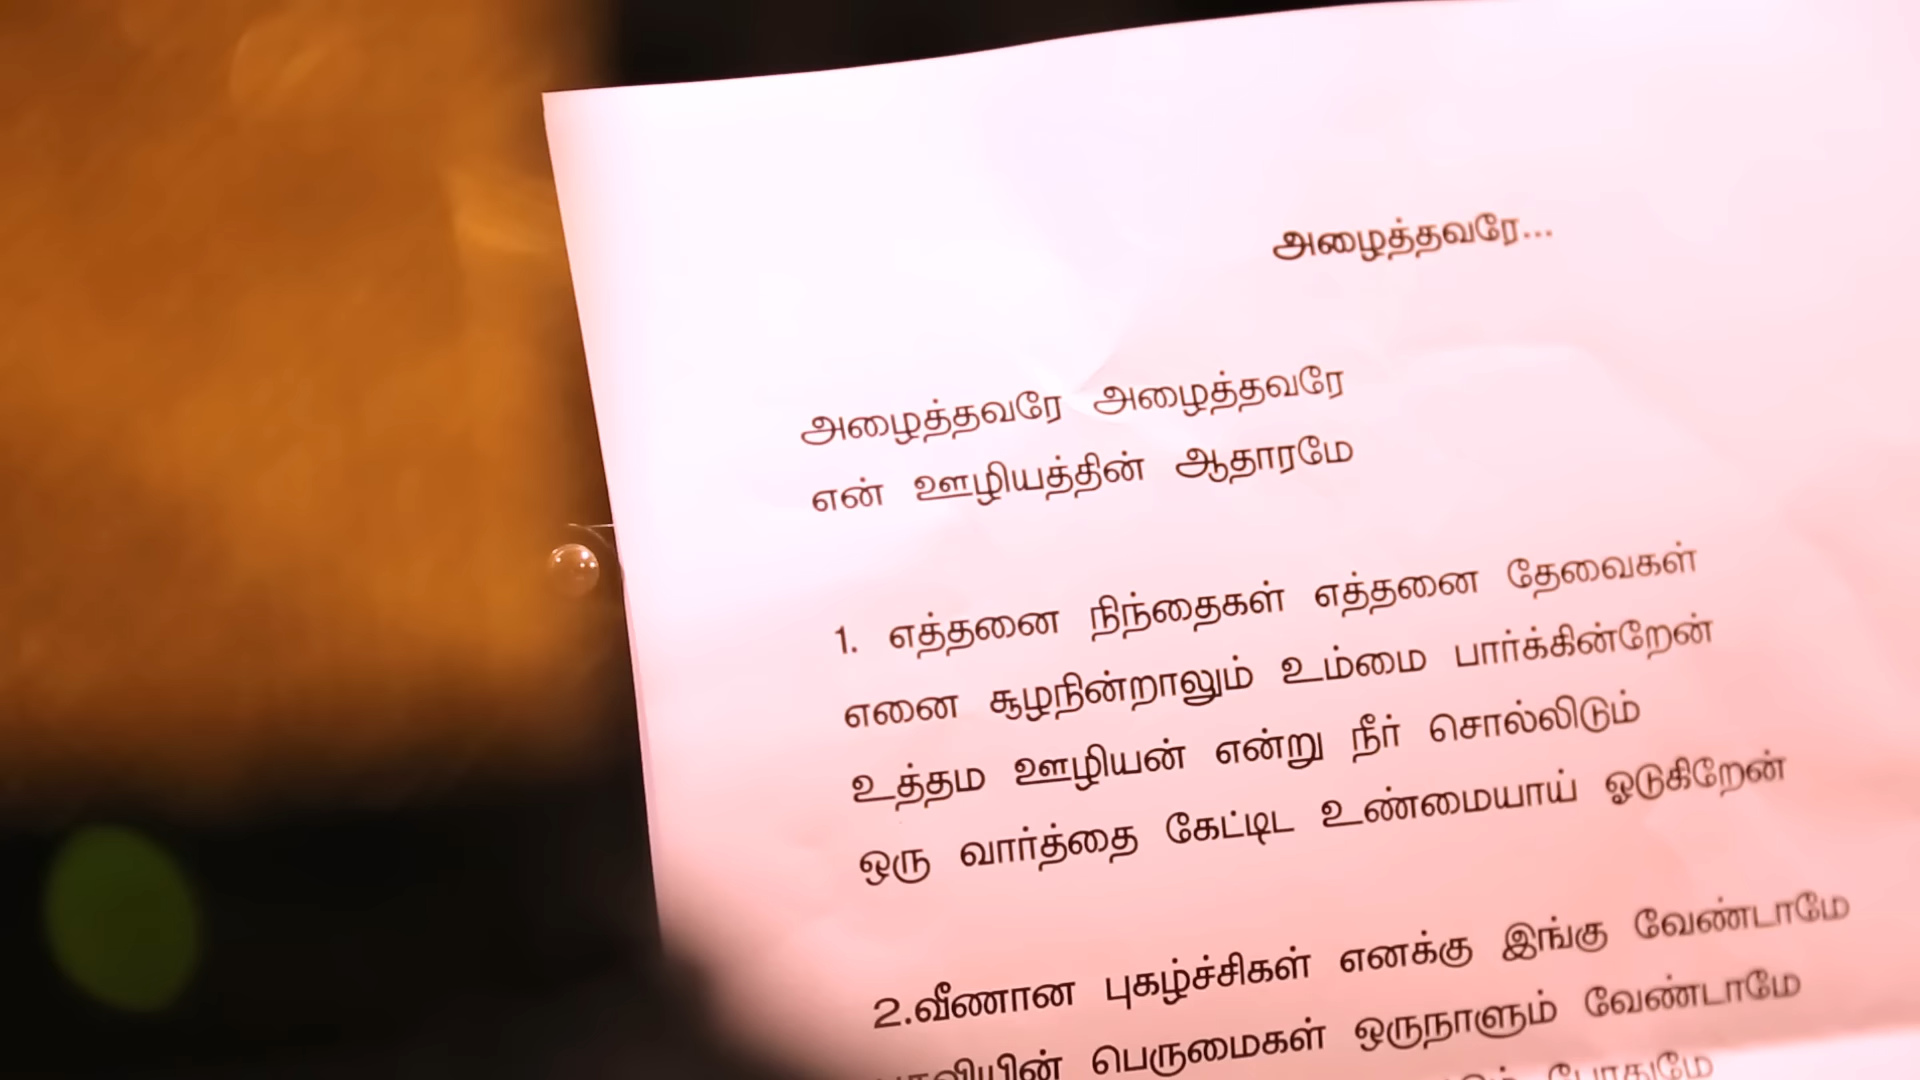 அழைத்தவரே...
அழைத்தவரே அழைத்தவரே
என் ஊழியத்தின் ஆதாரமே
1. எத்தனை நிந்தைகள் எத்தனை தேவைகள்
எனை சூழநின்றாலும் உம்மை பார்க்கின்றேன்
உத்தம ஊழியன் என்று நீர் சொல்லிடும்
ஒரு வார்த்தை கேட்டிட உண்மையாய் ஓடுகிறேன்
2.வீணான புகழ்ச்சிகள் எனக்கு இங்கு வேண்டாமே
பெருமைகள் ஒருநாளும் வேண்டாமே
போதுமே